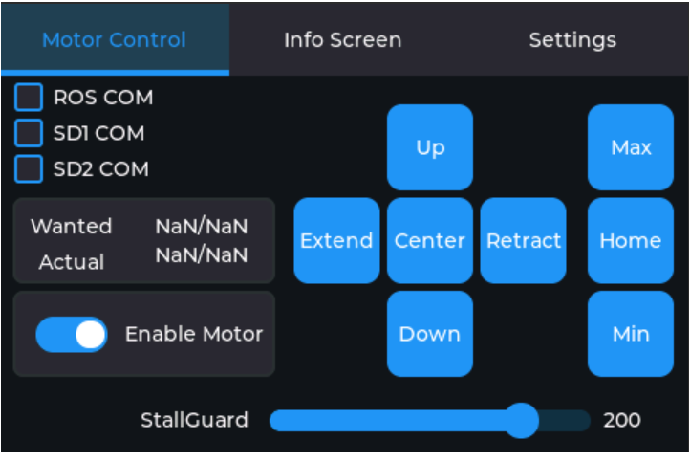 Motor Control Info Screen Settings
ROS COM
SD1 COM
SD2 COM
Up Max
Wanted NaN/NaN
Actual NaN/NaN
Extend Center Retract Home
Enable Motor
Down Min
StallGuard 200